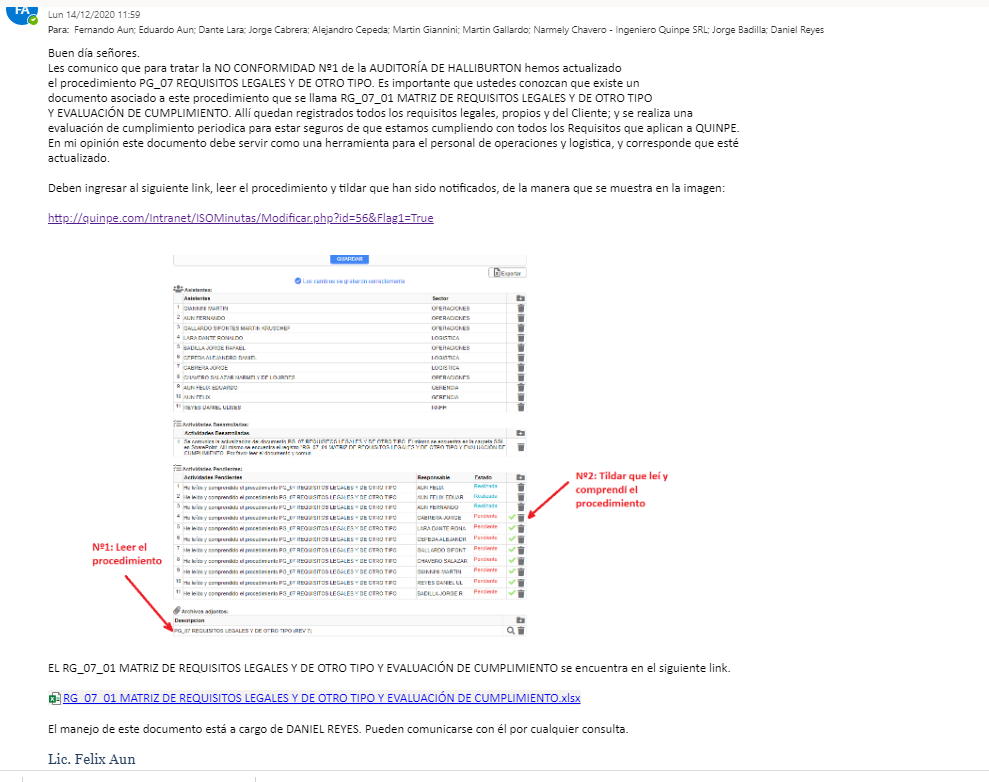 FA
Lun 14/12/2020 11:59
Para: Fernando Aun; Eduardo Aun; Dante Lara; Jorge Cabrera; Alejandro Cepeda; Martin Giannini; Martin Gallardo; Narmely Chavero - Ingeniero Quinpe SRL; Jorge Badilla; Daniel Reyes
Buen día señores.
Les comunico que para tratar la NO CONFORMIDAD Nº1 de la AUDITORÍA DE HALLIBURTON hemos actualizado
el procedimiento PG_07 REQUISITOS LEGALES Y DE OTRO TIPO. Es importante que ustedes conozcan que existe un
documento asociado a este procedimiento que se llama RG_07_01 MATRIZ DE REQUISITOS LEGALES Y DE OTRO TIPO
Y EVALUACIÓN DE CUMPLIMIENTO. Allí quedan registrados todos los requisitos legales, propios y del Cliente; y se realiza una
evaluación de cumplimiento periodica para estar seguros de que estamos cumpliendo con todos los Requisitos que aplican a QUINPE.
En mi opinión este documento debe servir como una herramienta para el personal de operaciones y logistica, y corresponde que esté
actualizado.
Deben ingresar al siguiente link, leer el procedimiento y tildar que han sido notificados, de la manera que se muestra en la imagen:
http://quinpe.com/Intranet/ISOMinutas/Modificar.php?id=56&Flag1=True
GUARDAR
Exportar
Los cambios se grabaron correctamente
Asistentes:
Asistentes Sector
1 GIANNINI MARTIN OPERACIONES
2 AUN FERNANDO OPERACIONES
3 GALLARDO SIFONTES MARTIN KRUSCHEF OPERACIONES
4 LARA DANTE RONALDO LOGISTICA
5 BADILLA JORGE RAFAEL OPERACIONES
6 CEPEDA ALEJANDRO DANIEL LOGISTICA
7 CABRERA JORGE LOGISTICA
8 CHAVERO SALAZAR NARMELY DE LOURDES OPERACIONES
9 AUN FELIX EDUARDO GERENCIA
10 AUN FELIX GERENCIA
11 REYES DANIEL ULISES
Actividades Desarrolladas:
Actividades Desarrolladas
1 Se comunica la actualización del documento PG_07 REQUISITOS LEGALES Y DE OTRO TIPO. El mismo se encuentra en la carpeta SGI
en SharePoint. Allí mismo se encuentra el registro "RG_07_01 MATRIZ DE REQUISITOS LEGALES Y DE OTRO TIPO Y EVALUACIÓN DE
CUMPLIMIENTO. Por favor leer el documento y
Actividades Pendientes:
Actividades Pendientes Responsable Estado
1 He leído y comprendido el procedimiento PG_07 REQUISITOS LEGALES Y DE OTRO TIPO AUN FELIX Realizada
2 He leído y comprendido el procedimiento PG_07 REQUISITOS LEGALES Y DE OTRO TIPO AUN FELIX EDUAR Realizada
3 He leído y comprendido el procedimiento PG_07 REQUISITOS LEGALES Y DE OTRO TIPO AUN FERNANDO Realizada
4 He leído y comprendido el procedimiento PG_07 REQUISITOS LEGALES Y DE OTRO TIPO CABRERA JORGE Pendiente
5 He leído y comprendido el procedimiento PG_07 REQUISITOS LEGALES Y DE OTRO TIPO LARA DANTE RONA Pendiente
6 He leído y comprendido el procedimiento PG_07 REQUISITOS LEGALES Y DE OTRO TIPO CEPEDA ALEJANDR Pendiente
7 He leído y comprendido el procedimiento PG_07 REQUISITOS LEGALES Y DE OTRO TIPO GALLARDO SIFONT Pendiente
8 He leído y comprendido el procedimiento PG_07 REQUISITOS LEGALES Y DE OTRO TIPO CHAVERO SALAZAR Pendiente
9 He leído y comprendido el procedimiento PG_07 REQUISITOS LEGALES Y DE OTRO TIPO GIANNINI MARTIN Pendiente
10 He leído y comprendido el procedimiento PG_07 REQUISITOS LEGALES Y DE OTRO TIPO REYES DANIEL UL Pendiente
11 He leído y comprendido el procedimiento PG_07 REQUISITOS LEGALES Y DE OTRO TIPO BADILLA JORGE R Pendiente
Archivos adjuntos:
Descripcion
PG_07 REQUISITOS LEGALES Y DE OTRO TIPO (REV 7)
Nº1: Leer el
procedimiento
Nº2: Tildar que leí y
comprendí el
procedimiento
EL RG_07_01 MATRIZ DE REQUISITOS LEGALES Y DE OTRO TIPO Y EVALUACIÓN DE CUMPLIMIENTO se encuentra en el siguiente link.
RG_07_01 MATRIZ DE REQUISITOS LEGALES Y DE OTRO TIPO Y EVALUACIÓN DE CUMPLIMIENTO.xlsx
El manejo de este documento está a cargo de DANIEL REYES. Pueden comunicarse con él por cualquier consulta.
Lic. Felix Aun